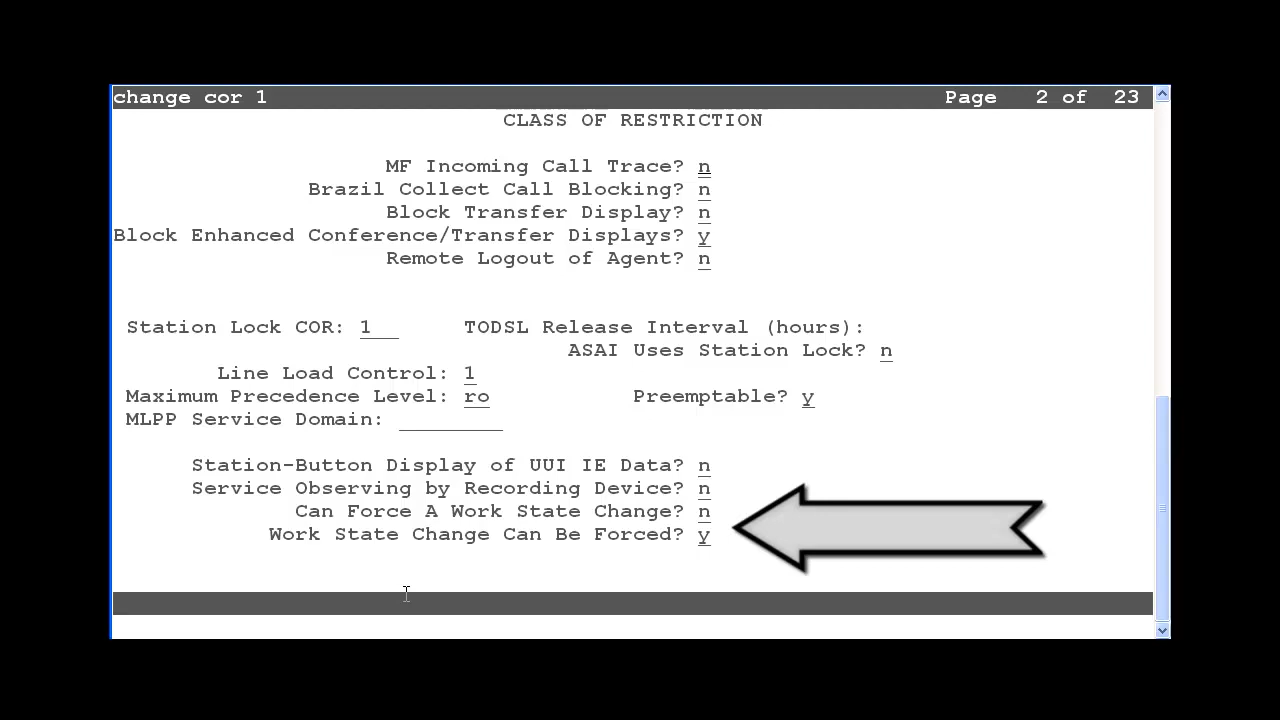 change cor 1 Page 2 of 23
CLASS OF RESTRICTION
MF Incoming Call Trace? n
Brazil Collect Call Blocking? n
Block Transfer Display? n
Block Enhanced Conference/Transfer Displays? y
Remote Logout of Agent? n
Station Lock COR: 1 TODSL Release Interval (hours):
ASAI Uses Station Lock? n
Line Load Control: 1
Maximum Precedence Level: ro Preemptable? y
MLPP Service Domain:
Station-Button Display of UUI IE Data? n
Service Observing by Recording Device? n
Can Force A Work State Change? n
Work State Change Can Be Forced? y